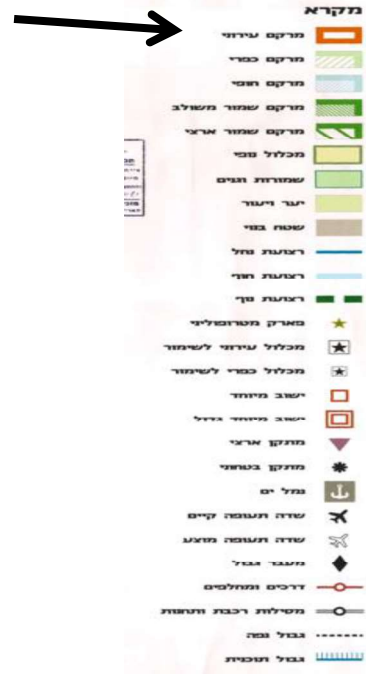 מקרא
מרקם עירוני
מרקם כפרי
מרקם חופי
מרקם שמור משולב
מרקם שמור ארצי
מכלול נופי
שמורות וגנים
יער וייעור
שטח בנוי
רצועת נחל
רצועת חוף
רצועת נוף
פארק מטרופוליני
מכלול עירוני לשימור
מכלול כפרי לשימור
ישוב מיוחד
ישוב מיוחד גדול
מתקן ארצי
מתקן בטחוני
נמל ים
שדה תעופה קיים
שדה תעופה מוצע
מעבר גבול
דרכים ומחלפים
מסילות רכבת ותחנות
גבול נפה
גבול תוכנית